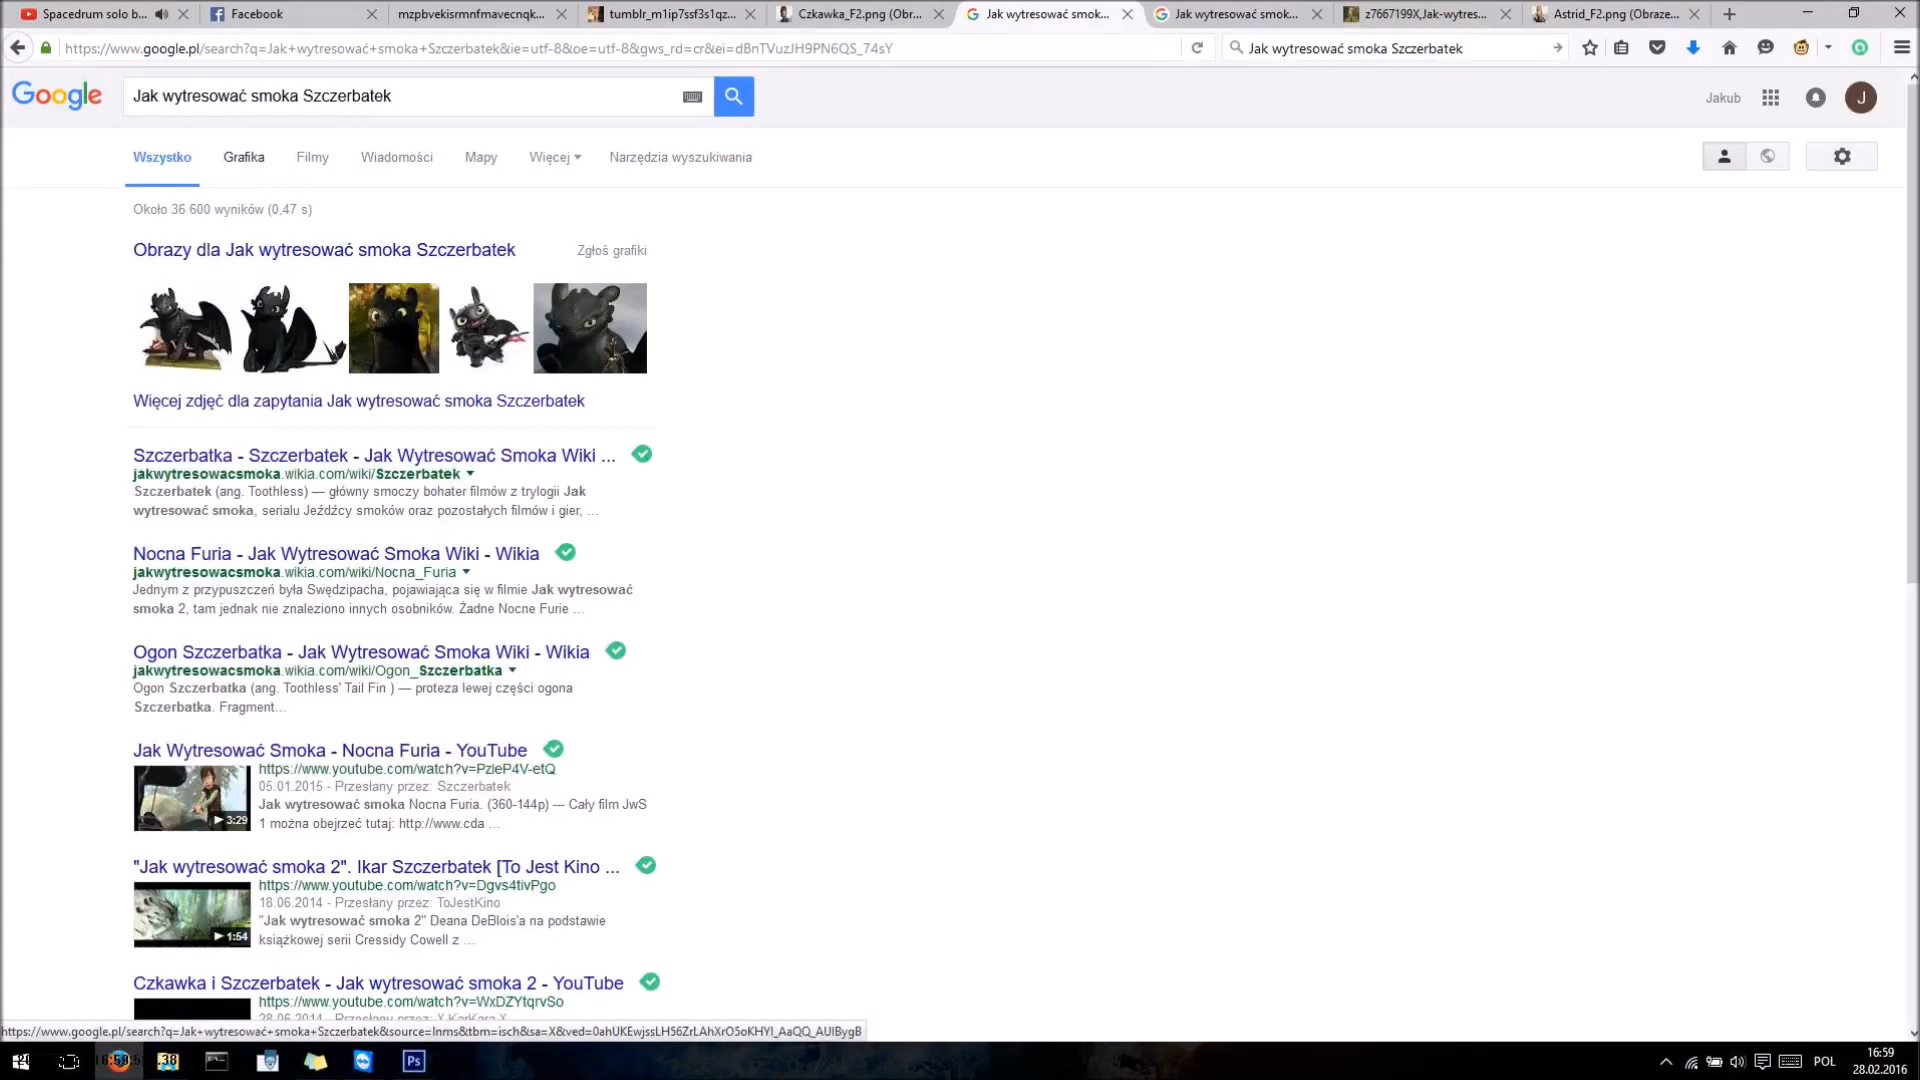 Spacedrum solo b...
Facebook
mzpbvekisrmnfmavecnqk...
tumblr_m1ip7ssf3s1qz...
Czkawka_F2.png (Obr...
Jak wytresować smok...
Jak wytresować smok...
z7667199X,Jak-wytres...
Astrid_F2.png (Obraze...
https://www.google.pl/search?q=Jak+wytresować+smoka+Szczerbatek&ie=utf-8&oe=utf-8&gws_rd=cr&ei=dBnTVuzJH9PN6QS_74sY
Jak wytresować smoka Szczerbatek
Google
Jak wytresować smoka Szczerbatek
Jakub
J
Wszystko
Grafika
Filmy
Wiadomości
Mapy
Więcej
Narzędzia wyszukiwania
Około 36 600 wyników (0,47 s)
Obrazy dla Jak wytresować smoka Szczerbatek
Zgłoś grafiki
Więcej zdjęć dla zapytania Jak wytresować smoka Szczerbatek
Szczerbatka - Szczerbatek - Jak Wytresować Smoka Wiki ...
jakwytresowacsmoka.wikia.com/wiki/Szczerbatek
Szczerbatek (ang. Toothless) — główny smoczy bohater filmów z trylogii Jak
wytresować smoka, serialu Jeźdźcy smoków oraz pozostałych filmów i gier, ...
Nocna Furia - Jak Wytresować Smoka Wiki - Wikia
jakwytresowacsmoka.wikia.com/wiki/Nocna_Furia
Jednym z przypuszczeń była Swędzipacha, pojawiająca się w filmie Jak wytresować
smoka 2, tam jednak nie znaleziono innych osobników. Żadne Nocne Furie ...
Ogon Szczerbatka - Jak Wytresować Smoka Wiki - Wikia
jakwytresowacsmoka.wikia.com/wiki/Ogon_Szczerbatka
Ogon Szczerbatka (ang. Toothless' Tail Fin ) — proteza lewej części ogona
Szczerbatka. Fragment...
Jak Wytresować Smoka - Nocna Furia - YouTube
https://www.youtube.com/watch?v=PzieP4V-etQ
05.01.2015 - Przesłany przez: Szczerbatek
Jak wytresować smoka Nocna Furia. (360-144p) --- Cały film JwS
1 można obejrzeć tutaj: http://www.cda ...
3:29
"Jak wytresować smoka 2". Ikar Szczerbatek [To Jest Kino ...
https://www.youtube.com/watch?v=Dgvs4tivPgo
18.06.2014 - Przesłany przez: ToJestKino
"Jak wytresować smoka 2" Deana DeBlois'a na podstawie
książkowej serii Cressidy Cowell z ...
1:54
Czkawka i Szczerbatek - Jak wytresować smoka 2 - YouTube
https://www.youtube.com/watch?v=WxDZYtqrvSo
28.06.2014 - Przesłany przez: X KarKara X
https://www.google.pl/search?q=Jak+wytresować+smoka+Szczerbatek&source=lnms&tbm=isch&sa=X&ved=0ahUKEwjssLH56ZrLAhXrO5oKHYl_AaQQ_AUIBygB
Ps
POL
16:59
28.02.2016